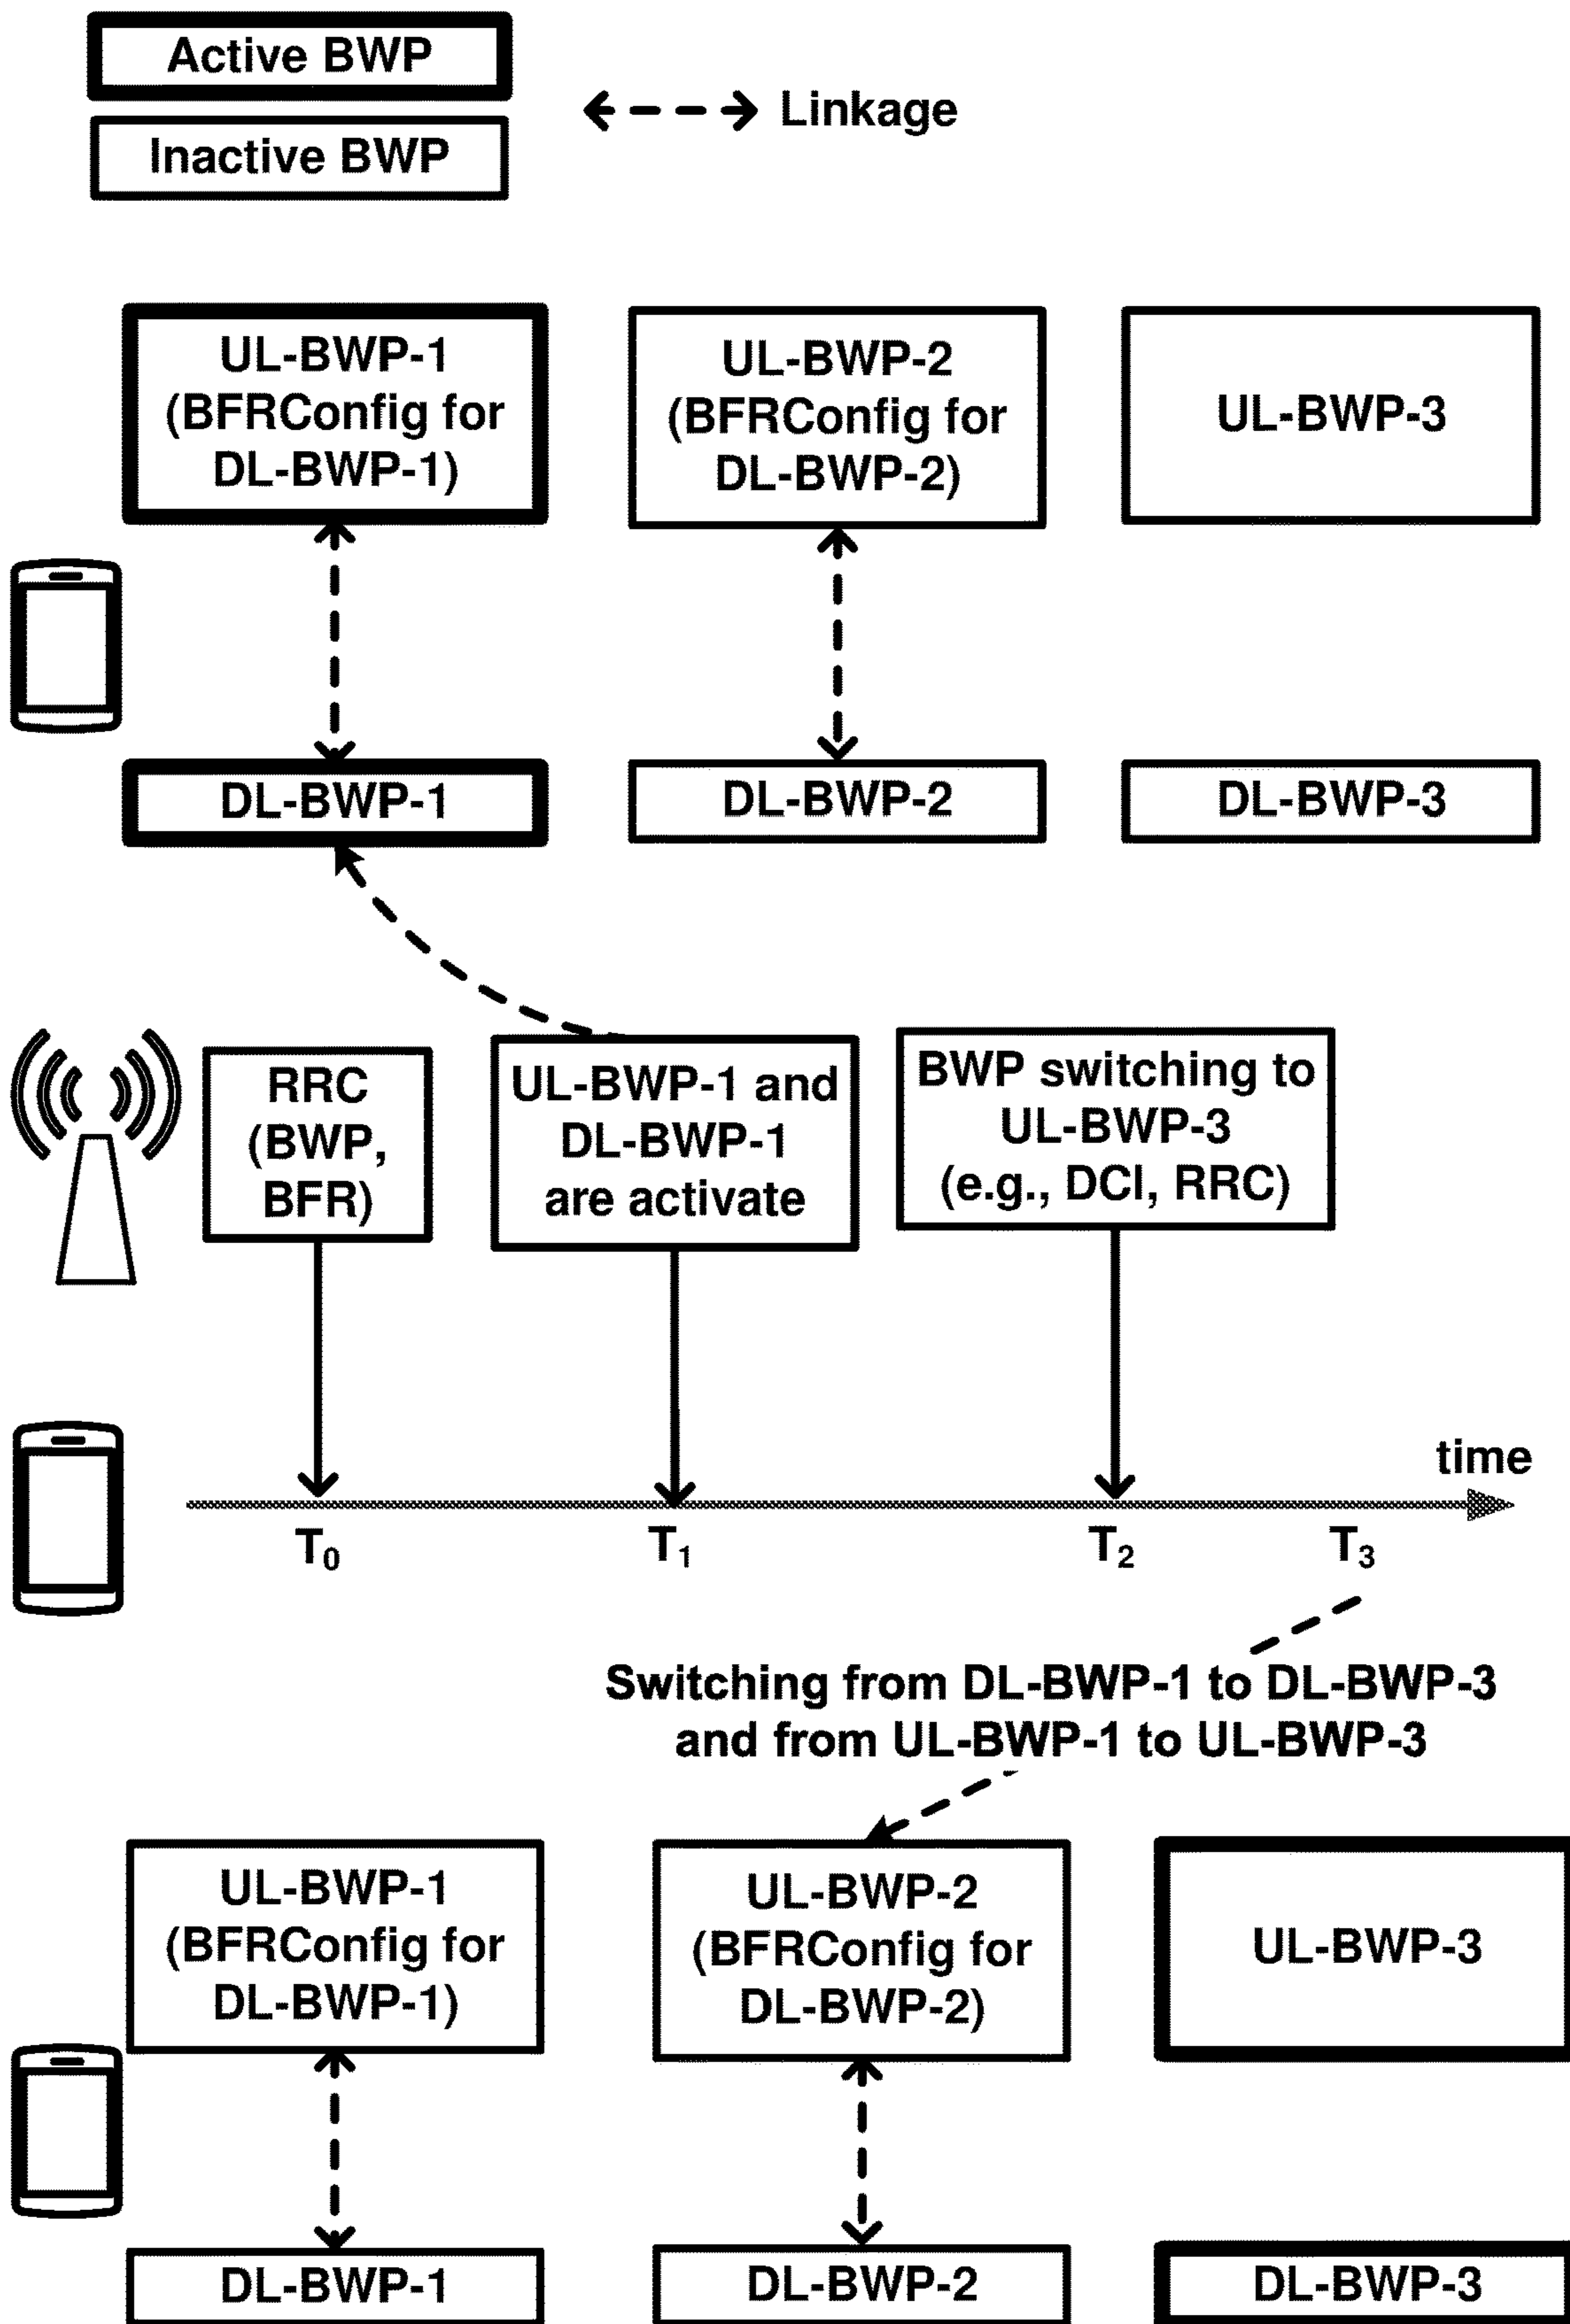 Active BWP
Inactive BWP
Linkage
UL-BWP-1
(BFRConfig for
DL-BWP-1)
UL-BWP-2
(BFRConfig for
DL-BWP-2)
UL-BWP-3
DL-BWP-1
DL-BWP-2
DL-BWP-3
RRC
(BWP,
BFR)
UL-BWP-1 and
DL-BWP-1
are activate
BWP switching to
UL-BWP-3
(e.g., DCI, RRC)
time
T₀
T₁
T₂
T₃
Switching from DL-BWP-1 to DL-BWP-3
and from UL-BWP-1 to UL-BWP-3
UL-BWP-1
(BFRConfig for
DL-BWP-1)
UL-BWP-2
(BFRConfig for
DL-BWP-2)
UL-BWP-3
DL-BWP-1
DL-BWP-2
DL-BWP-3